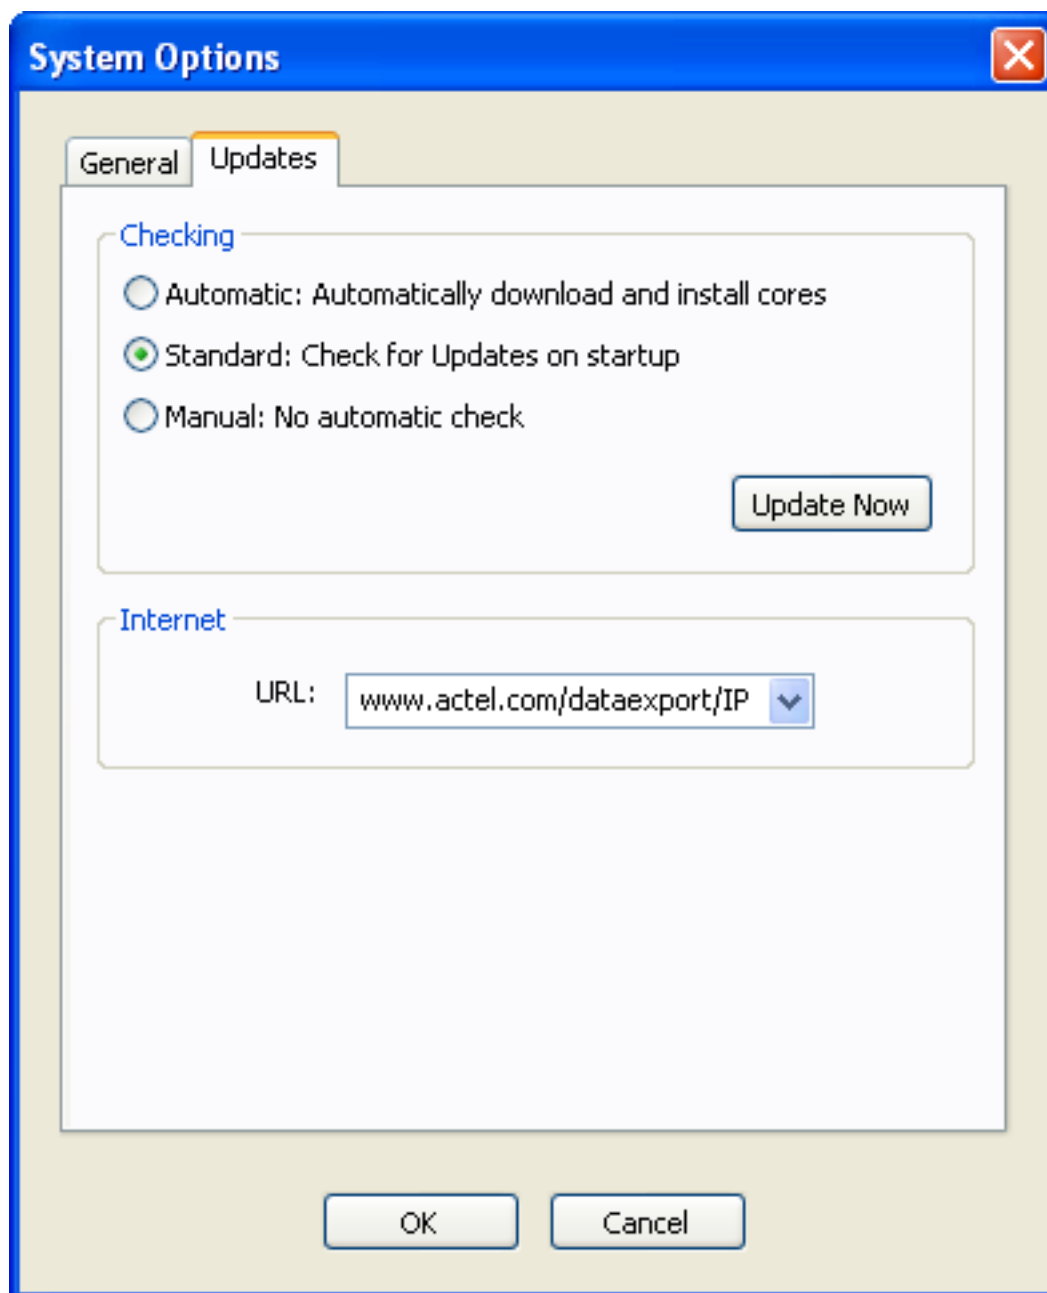 System Options
General
Updates
Checking
Automatic: Automatically download and install cores
Standard: Check for Updates on startup
Manual: No automatic check
Update Now
Internet
URL:
www.actel.com/dataexport/IP
OK
Cancel